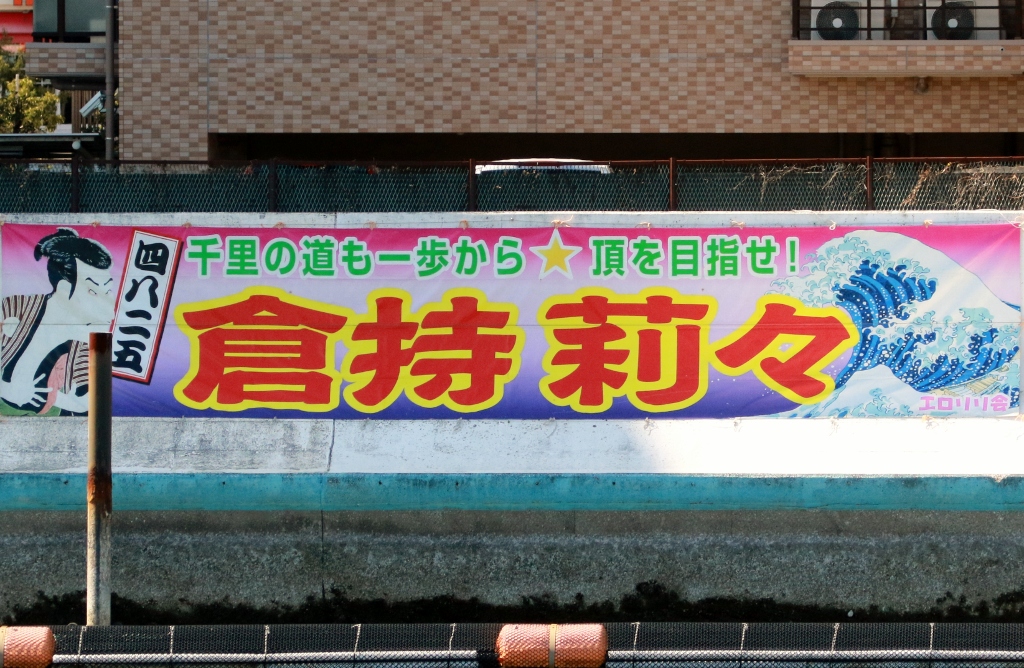 四八二五
千里の道も一歩から★頂を目指せ!
倉持莉々
エロリリ会